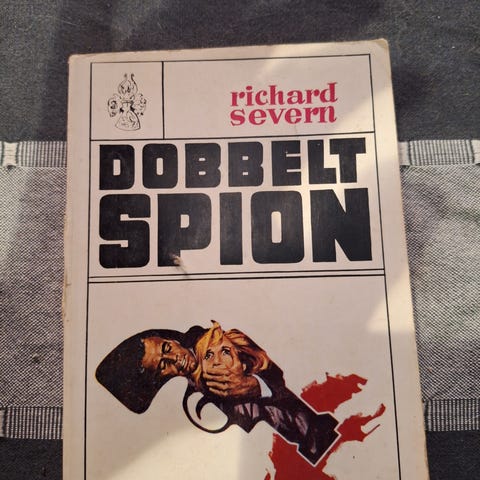 richard
severn
DOBBELT
SPION